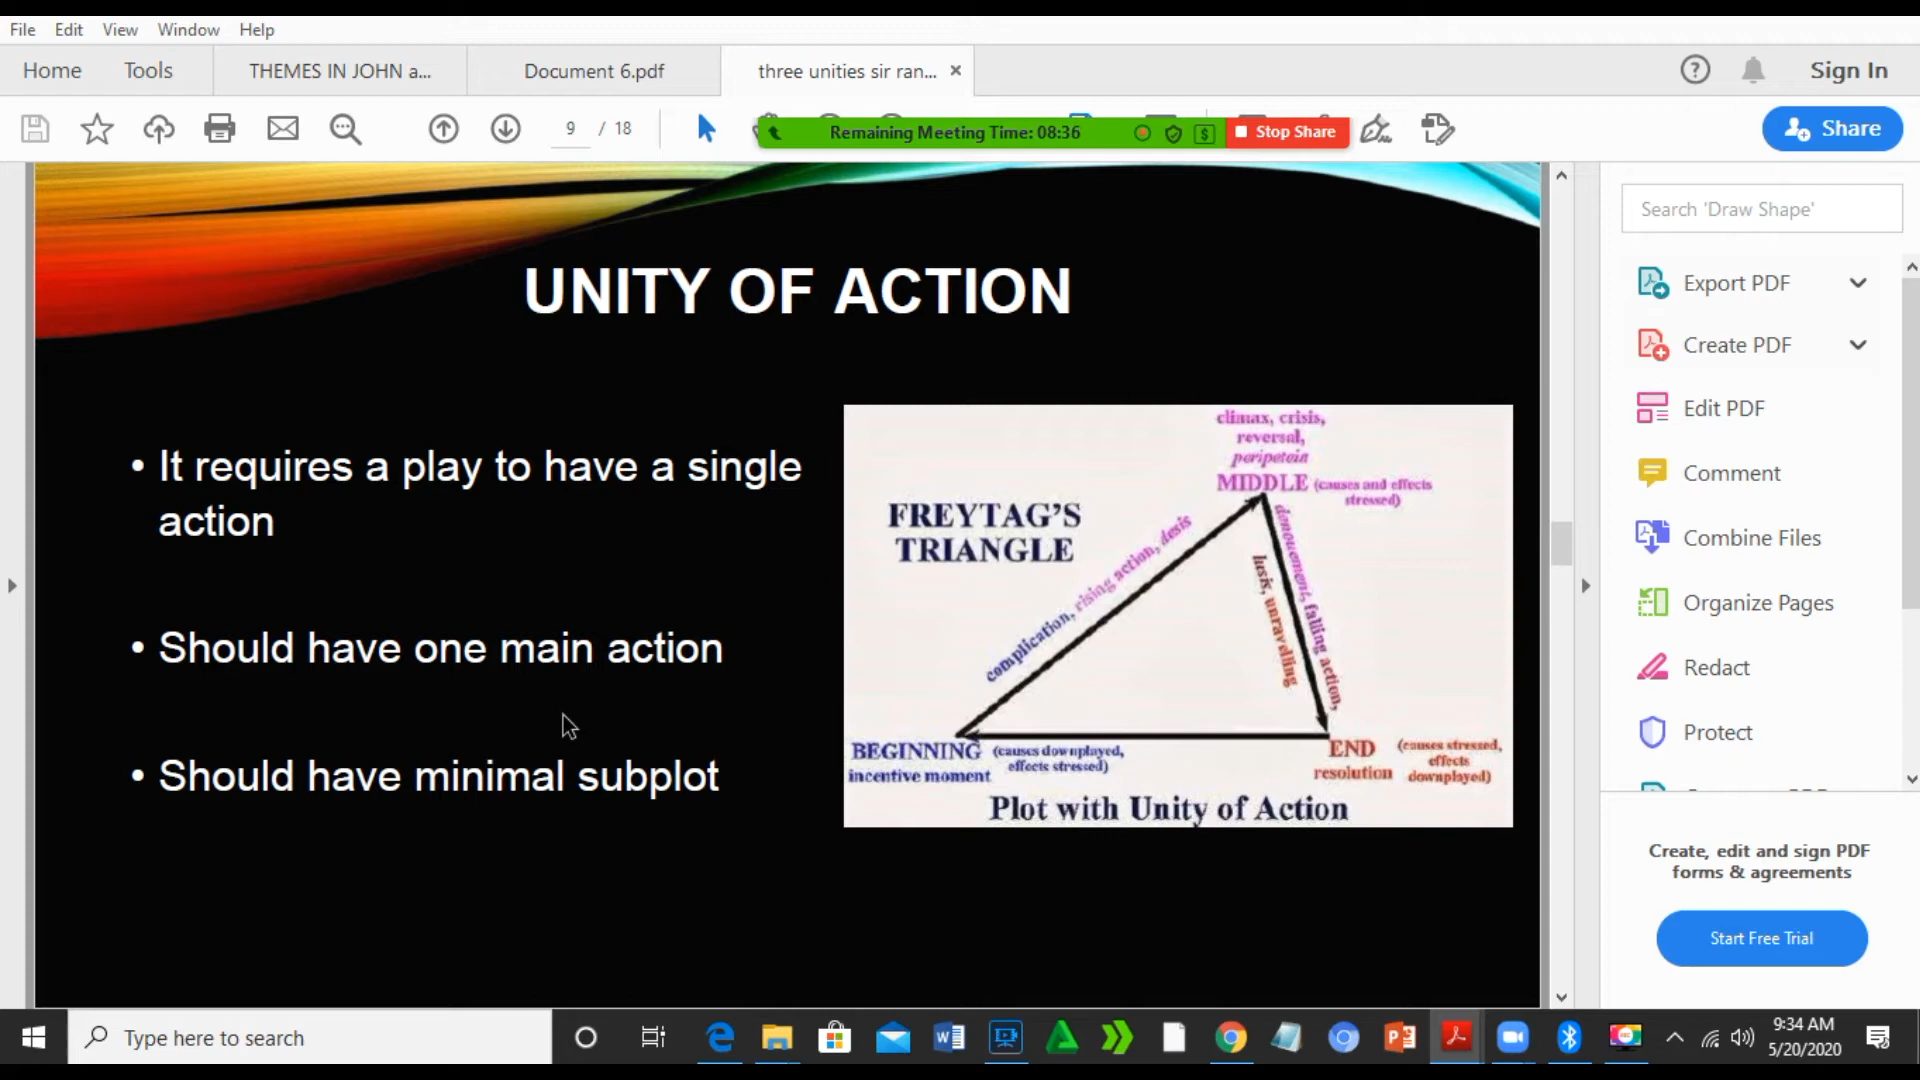 File Edit View Window Help
Home Tools THEMES IN JOHN a... Document 6.pdf three unities sir ran... × Sign In
9 / 18 Remaining Meeting Time: 08:36 Stop Share Share
Search 'Draw Shape'
Export PDF
Create PDF
Edit PDF
Comment
Combine Files
Organize Pages
Redact
Protect
Create, edit and sign PDF
forms & agreements
Start Free Trial
UNITY OF ACTION
• It requires a play to have a single
action
• Should have one main action
• Should have minimal subplot
climax, crisis,
reversal,
peripeteia
MIDDLE (causes and effects
stressed)
FREYTAG'S
TRIANGLE
complication, rising action, desis
denouement, falling action,
lusis, unravelling
BEGINNING (causes downplayed,
incentive moment effects stressed)
END (causes stressed,
resolution effects
downplayed)
Plot with Unity of Action
Type here to search
9:34 AM
5/20/2020